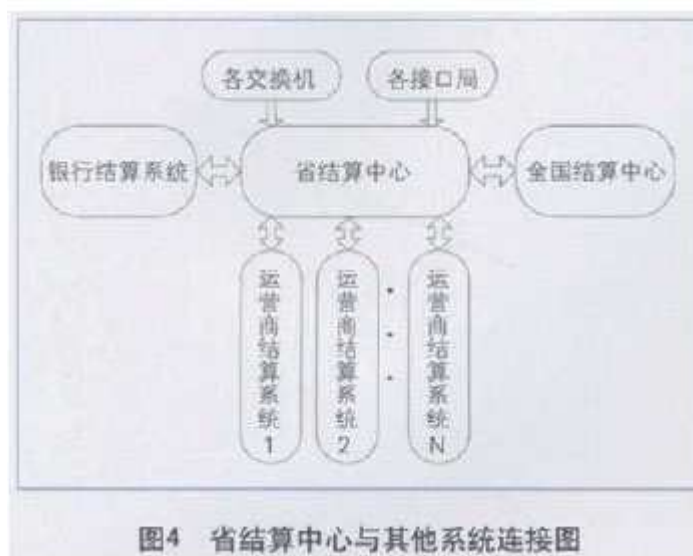 各交换机
各接口局
银行结算系统
省结算中心
全国结算中心
运营商结算系统1
运营商结算系统2
运营商结算系统N
图4 省结算中心与其他系统连接图